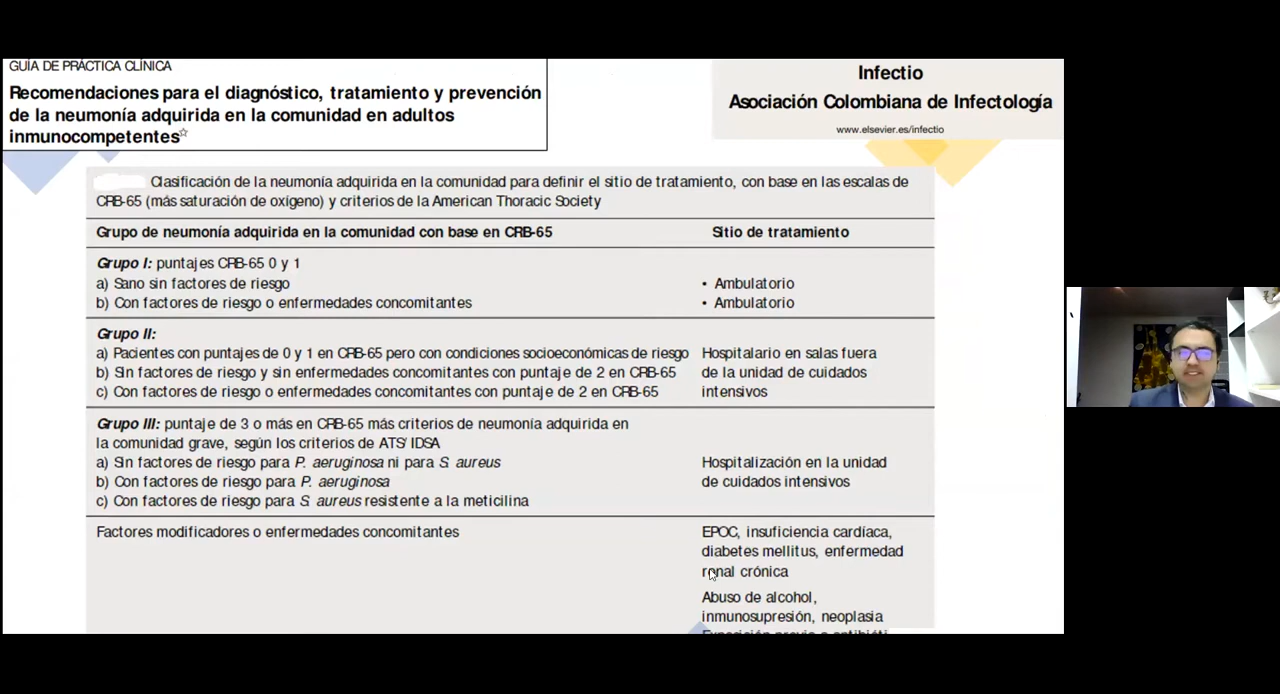 GUÍA DE PRÁCTICA CLÍNICA
Recomendaciones para el diagnóstico, tratamiento y prevención
de la neumonía adquirida en la comunidad en adultos
inmunocompetentes☆
Infectio
Asociación Colombiana de Infectología
www.elsevier.es/infectio
Clasificación de la neumonía adquirida en la comunidad para definir el sitio de tratamiento, con base en las escalas de
CRB-65 (más saturación de oxígeno) y criterios de la American Thoracic Society
Grupo de neumonía adquirida en la comunidad con base en CRB-65 Sitio de tratamiento
Grupo I: puntajes CRB-65 0 y 1
a) Sano sin factores de riesgo • Ambulatorio
b) Con factores de riesgo o enfermedades concomitantes • Ambulatorio
Grupo II:
a) Pacientes con puntajes de 0 y 1 en CRB-65 pero con condiciones socioeconómicas de riesgo Hospitalario en salas fuera
b) Sin factores de riesgo y sin enfermedades concomitantes con puntaje de 2 en CRB-65 de la unidad de cuidados
c) Con factores de riesgo o enfermedades concomitantes con puntaje de 2 en CRB-65 intensivos
Grupo III: puntaje de 3 o más en CRB-65 más criterios de neumonía adquirida en
la comunidad grave, según los criterios de ATS/IDSA
a) Sin factores de riesgo para P. aeruginosa ni para S. aureus Hospitalización en la unidad
b) Con factores de riesgo para P. aeruginosa de cuidados intensivos
c) Con factores de riesgo para S. aureus resistente a la meticilina
Factores modificadores o enfermedades concomitantes EPOC, insuficiencia cardíaca,
diabetes mellitus, enfermedad
renal crónica
Abuso de alcohol,
inmunosupresión, neoplasia